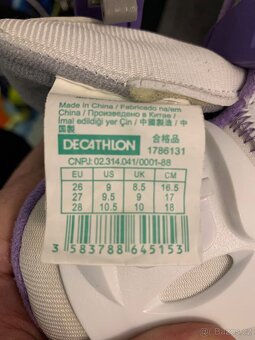 Made in China / Fabricado na/em
China / Произведено в Китае /
İmal edildiği yer Çin / 中國製造 / 中
国製 合格品
1786131
DECATHLON
CNPJ: 02.314.041/0001-88
EU US UK CM
26 9 8.5 16.5
27 9.5 9 17
28 10.5 10 18
3 583788 645153